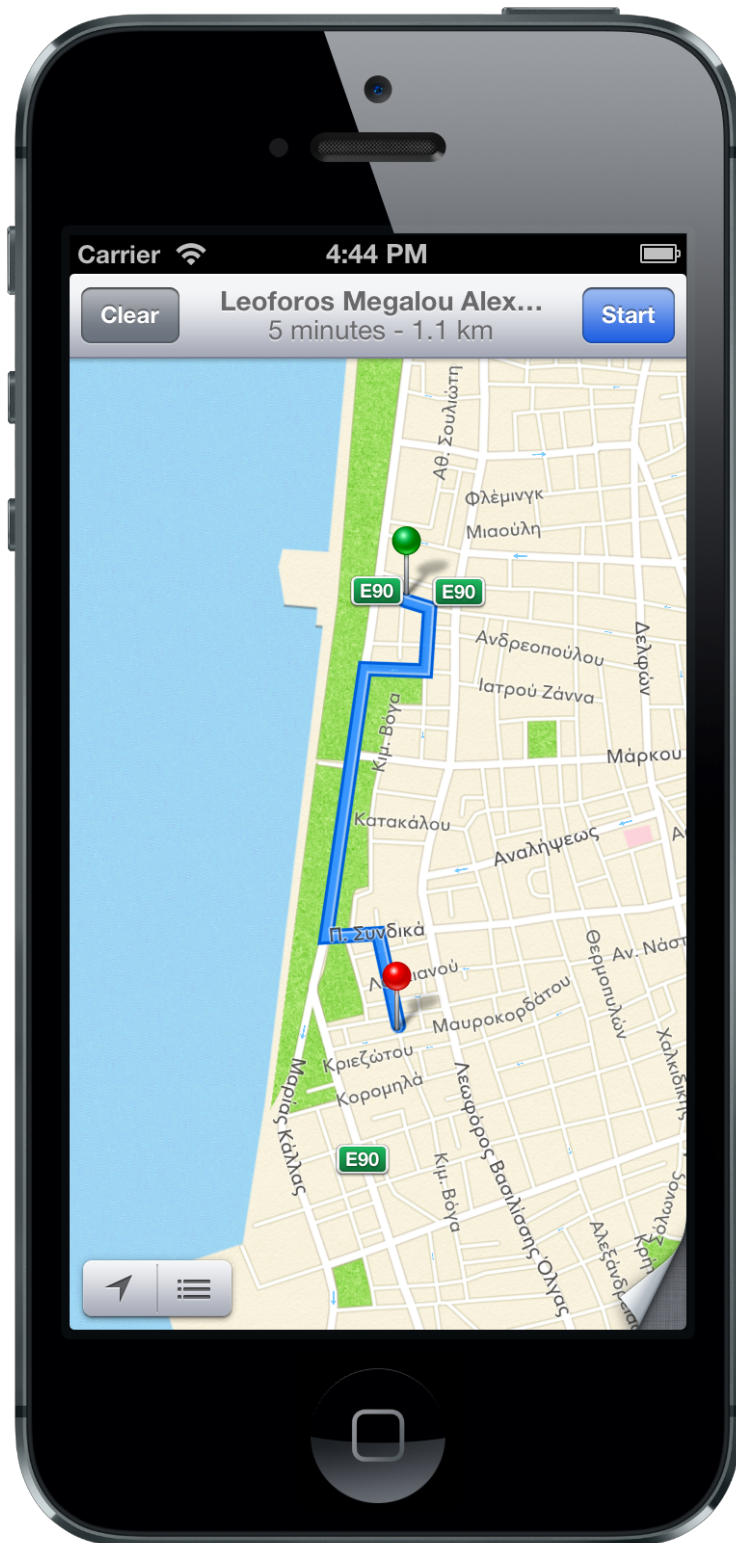 Carrier
4:44 PM
Clear
Leoforos Megalou Alex...
5 minutes - 1.1 km
Start
Αθ. Σουλιώτη
Φλέμινγκ
Μιαούλη
E90
E90
Ανδρεοπούλου
Δελφών
Ιατρού Ζάννα
Κιμ. Βόγα
Μάρκου
Κατακάλου
Αναλήψεως
Π. Συνδικά
Θερμοπυλών
Αν. Νάστ
Μαυροκορδάτου
Κριεζώτου
Χαλκιδικής
Κορομηλά
Μαρίας Κάλλας
Λεωφόρος Βασιλίσσης Όλγας
E90
Κιμ. Βόγα